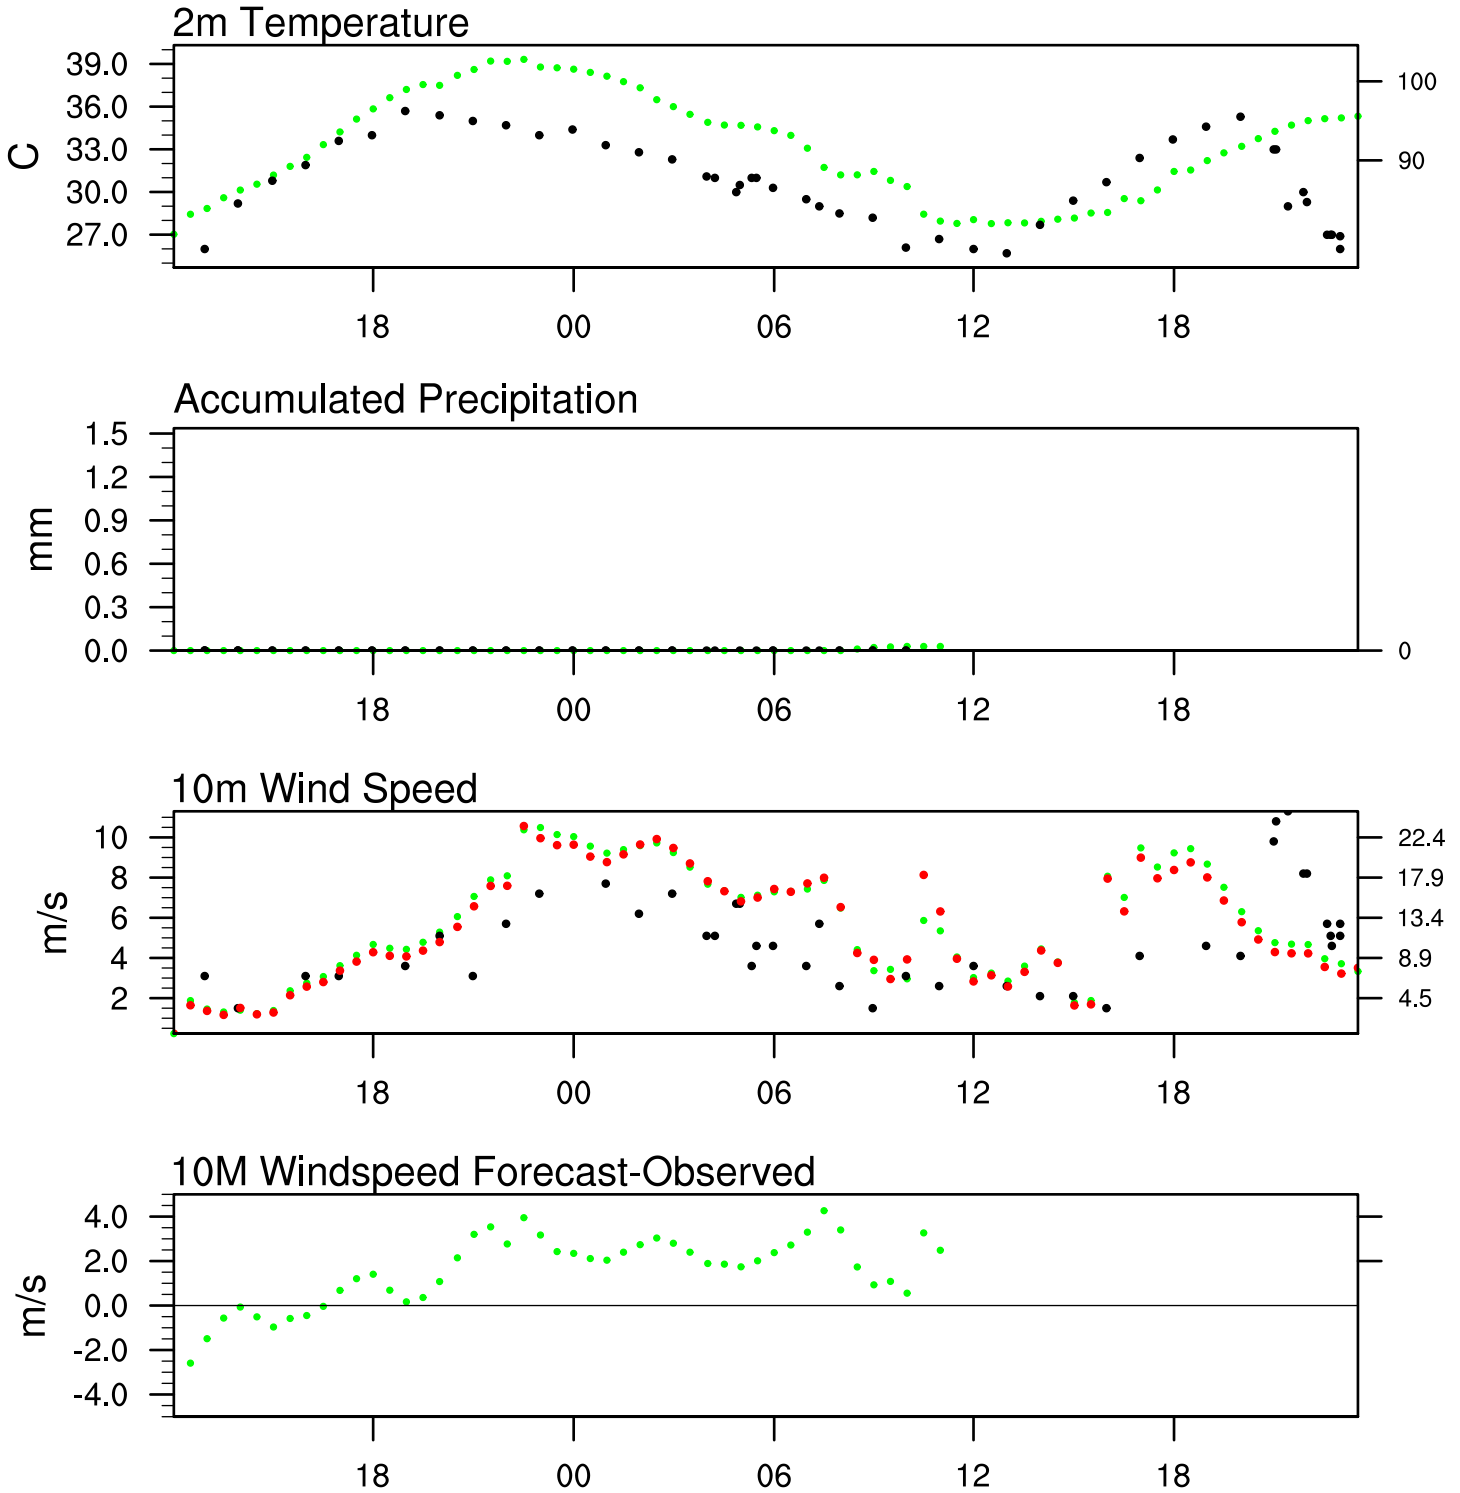 2m Temperature
39.0
36.0
33.0
30.0
27.0
C
100
90
18 00 06 12 18
Accumulated Precipitation
1.5
1.2
0.9
0.6
0.3
0.0
mm
0
18 00 06 12 18
10m Wind Speed
10
8
6
4
2
m/s
22.4
17.9
13.4
8.9
4.5
18 00 06 12 18
10M Windspeed Forecast-Observed
4.0
2.0
0.0
-2.0
-4.0
m/s
18 00 06 12 18